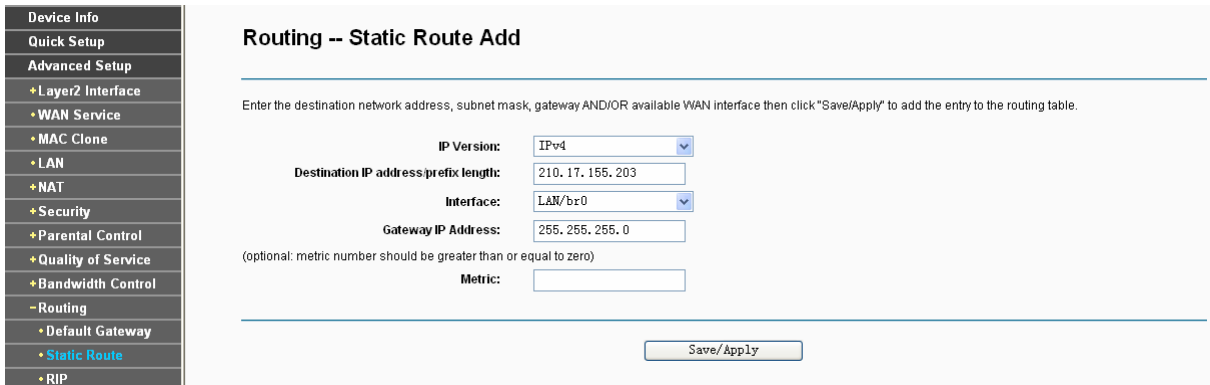 Device Info
Quick Setup
Advanced Setup
+Layer2 Interface
•WAN Service
•MAC Clone
•LAN
+NAT
+Security
+Parental Control
+Quality of Service
+Bandwidth Control
−Routing
•Default Gateway
•Static Route
•RIP
Routing -- Static Route Add
Enter the destination network address, subnet mask, gateway AND/OR available WAN interface then click "Save/Apply" to add the entry to the routing table.
IP Version: IPv4
Destination IP address/prefix length: 210.17.155.203
Interface: LAN/br0
Gateway IP Address: 255.255.255.0
(optional: metric number should be greater than or equal to zero)
Metric:
Save/Apply